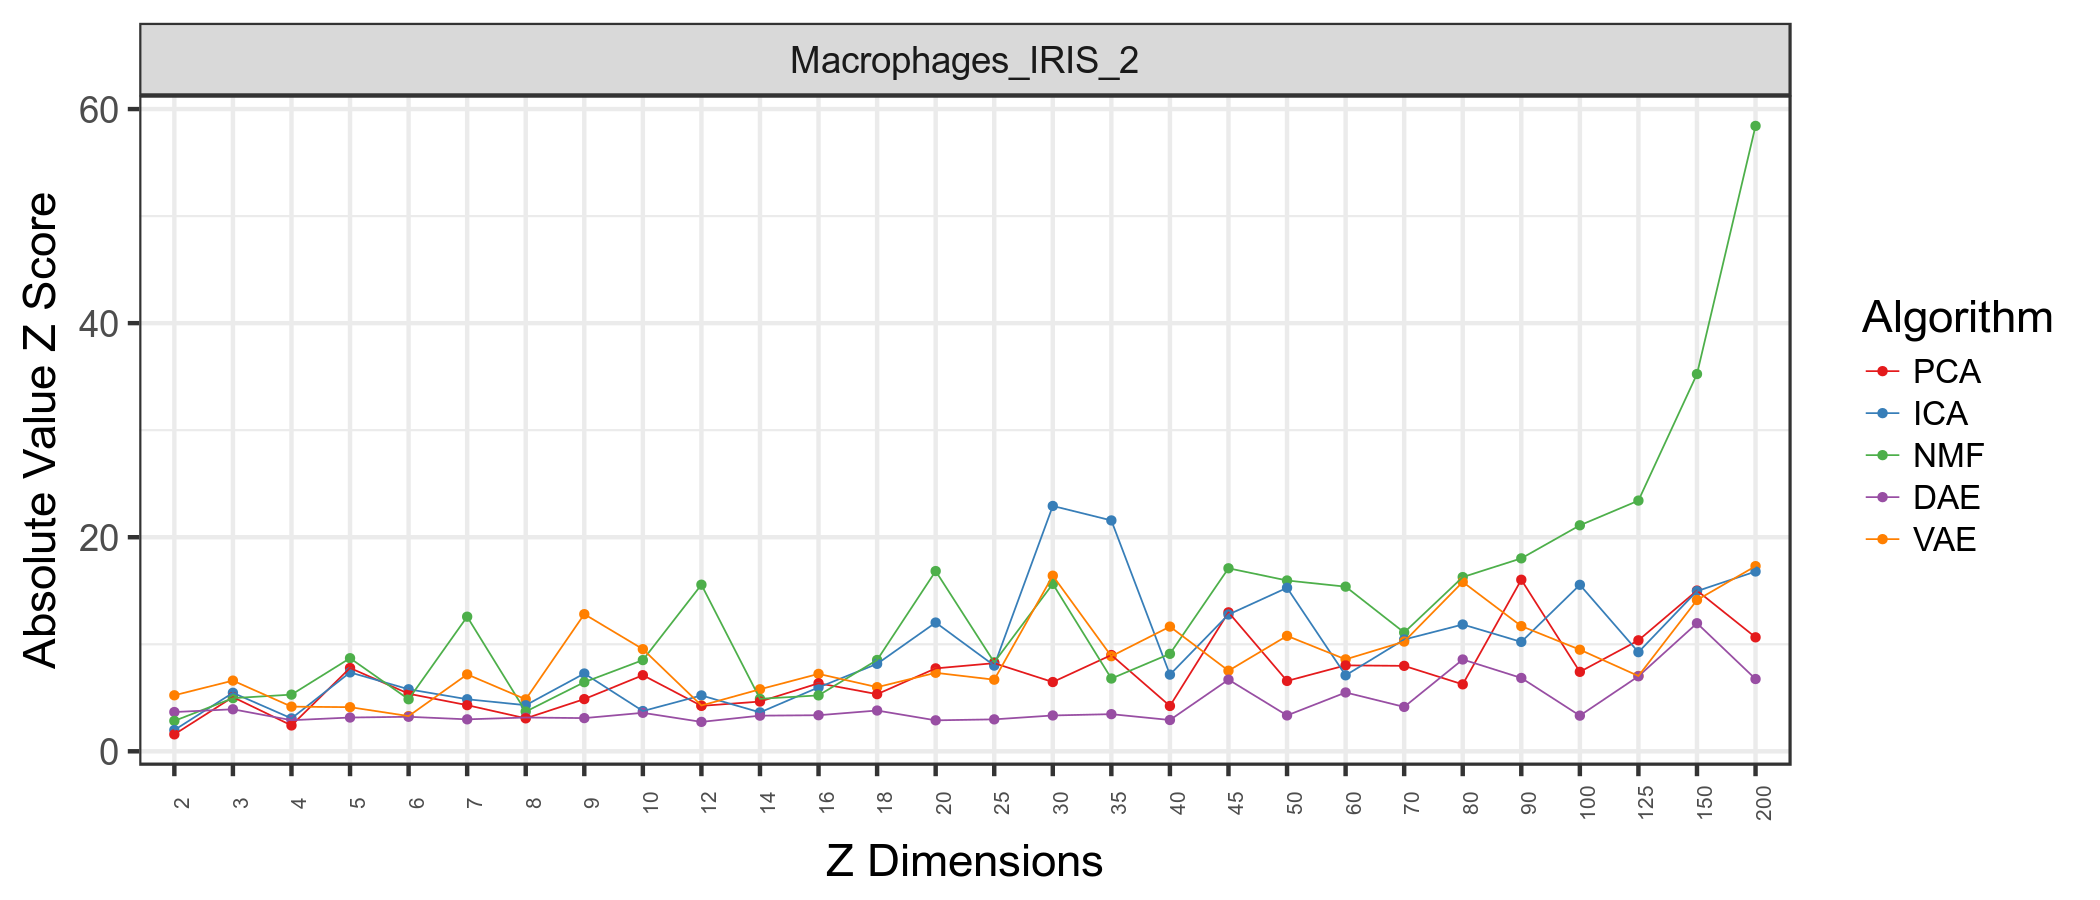 Macrophages_IRIS_2
Absolute Value Z Score
60
40
20
0
2 3 4 5 6 7 8 9 10 12 14 16 18 20 25 30 35 40 45 50 60 70 80 90 100 125 150 200
Z Dimensions
Algorithm
PCA
ICA
NMF
DAE
VAE